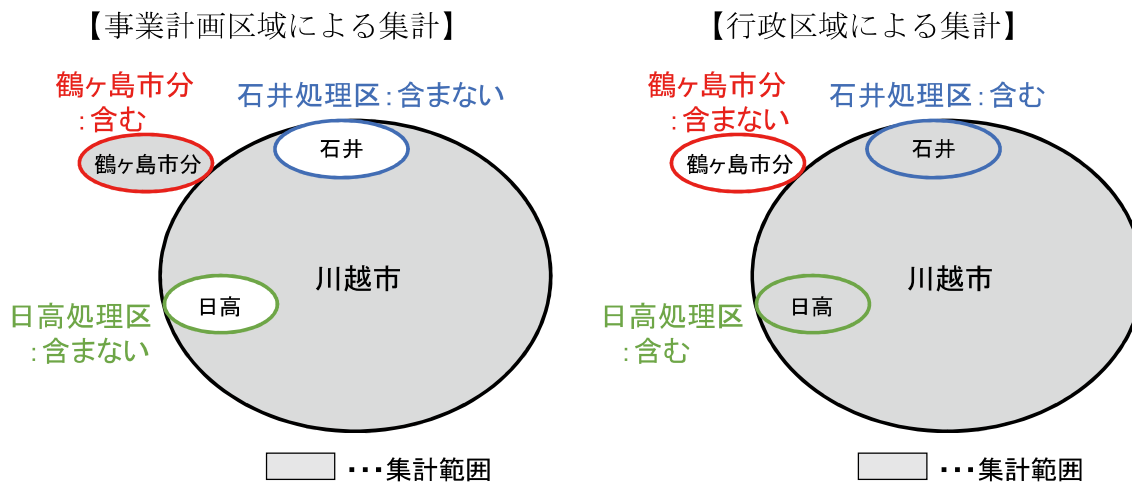 【事業計画区域による集計】
鶴ヶ島市分
：含む
石井処理区：含まない
鶴ヶ島市分
石井
川越市
日高
日高処理区
：含まない
･･･集計範囲
【行政区域による集計】
鶴ヶ島市分
：含まない
石井処理区：含む
鶴ヶ島市分
石井
川越市
日高
日高処理区
：含む
･･･集計範囲